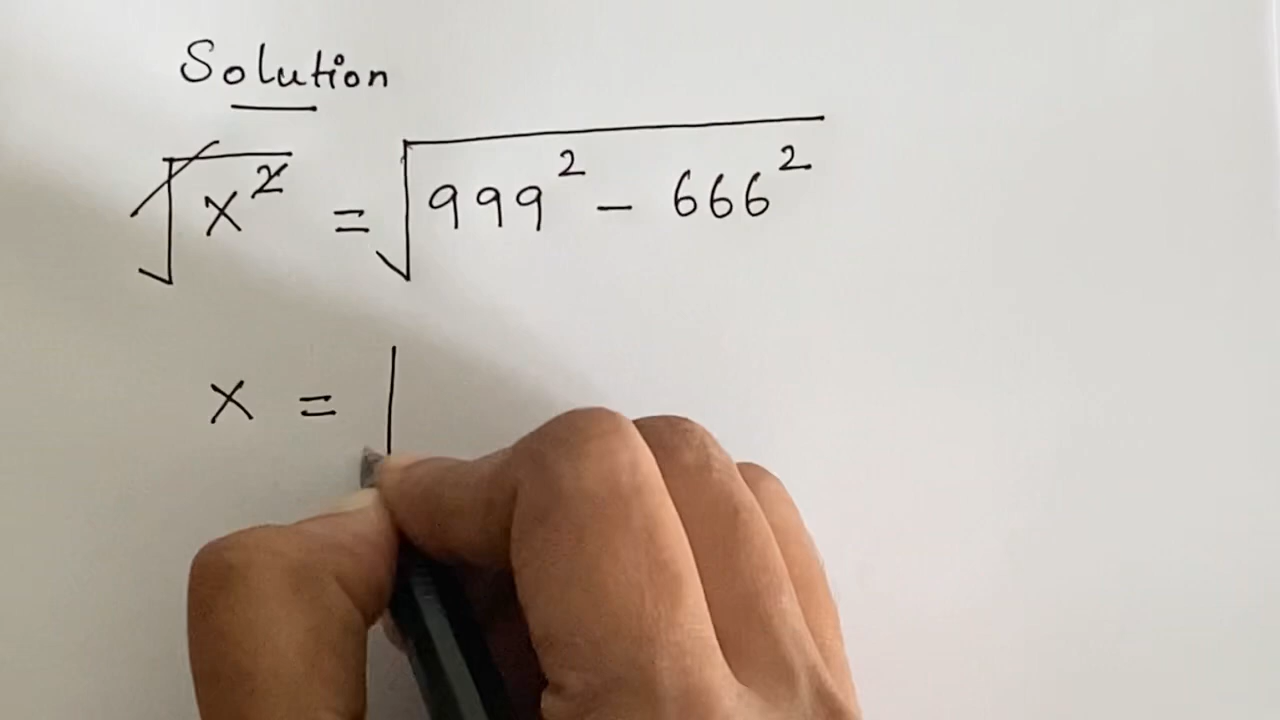 Solution
√x² = √999² - 666²
x =